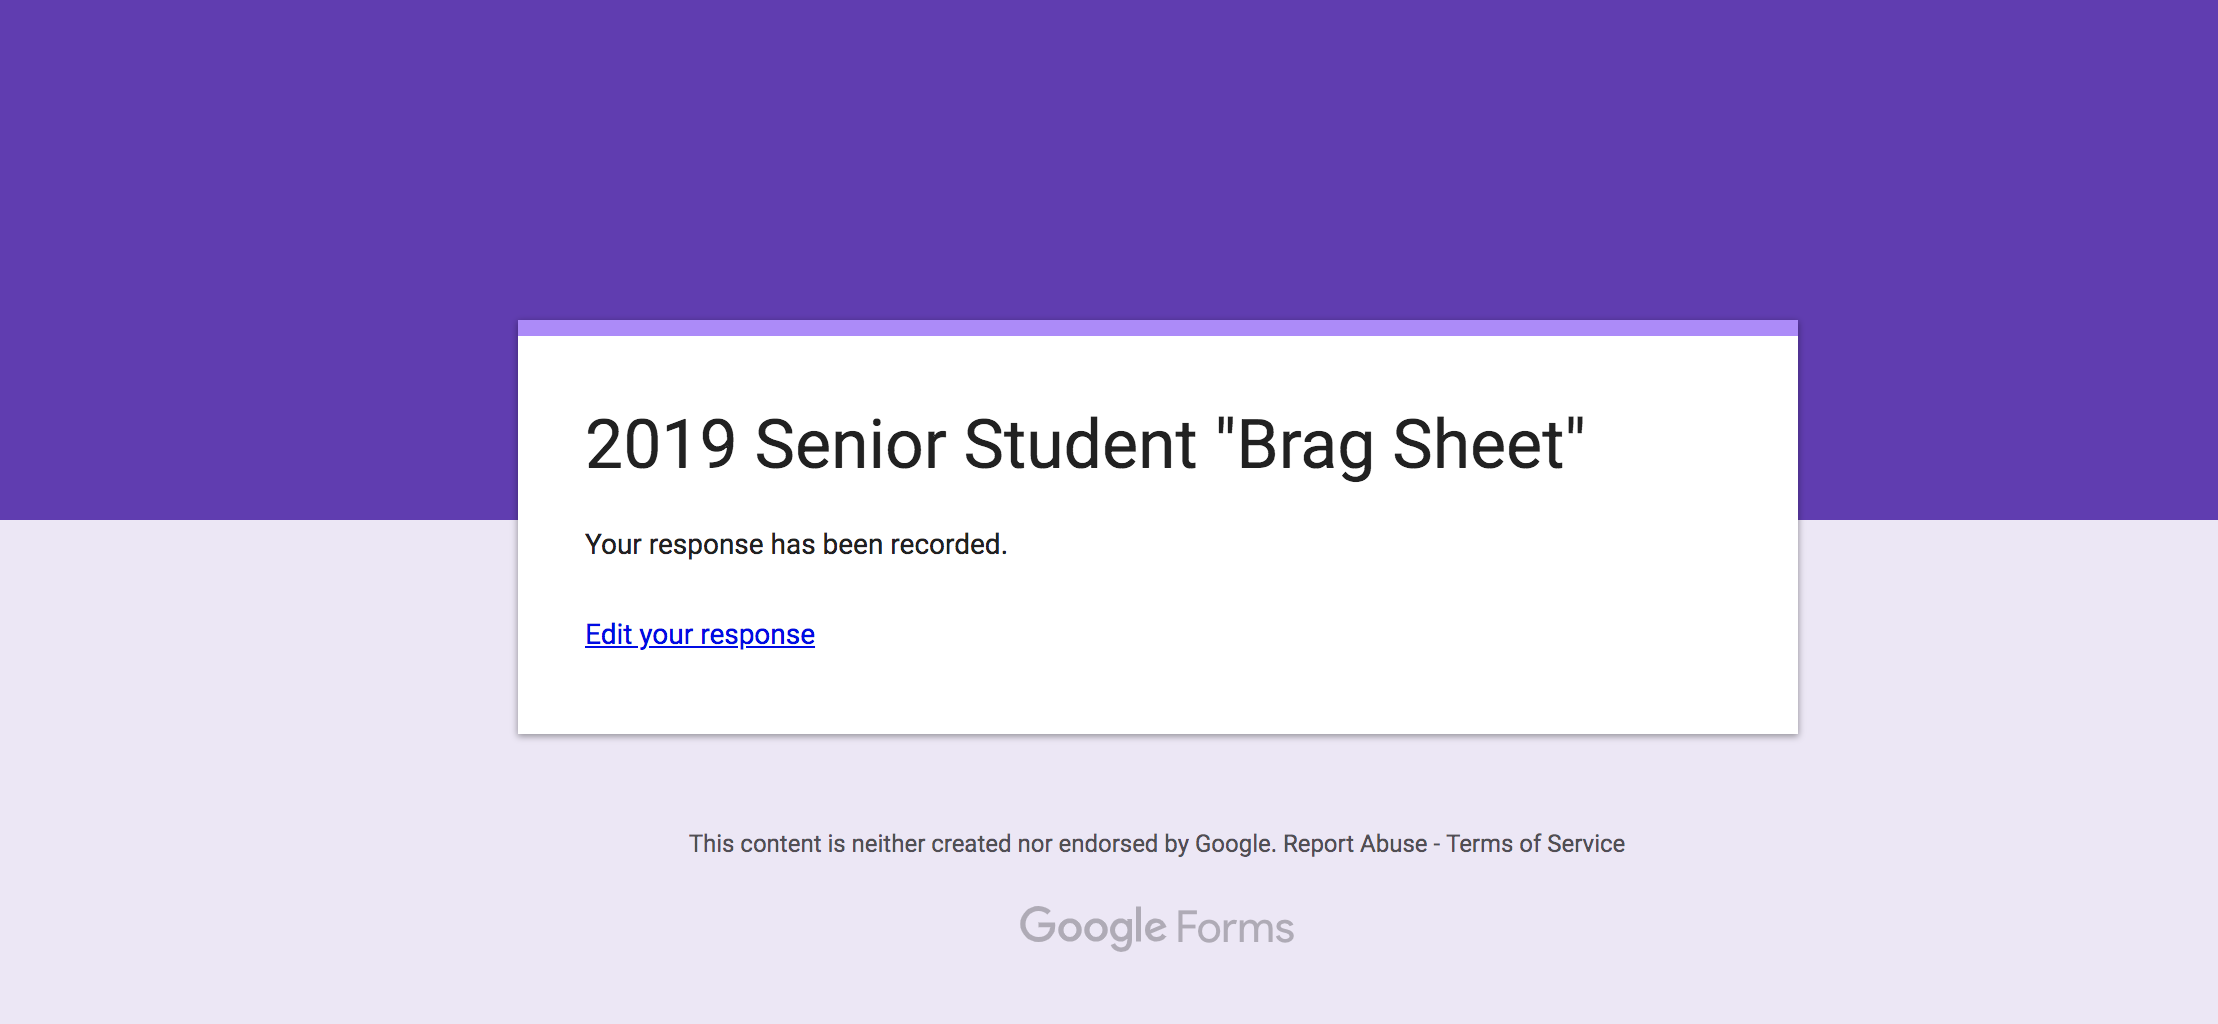 2019 Senior Student "Brag Sheet"
Your response has been recorded.
Edit your response
This content is neither created nor endorsed by Google. Report Abuse - Terms of Service
Google Forms